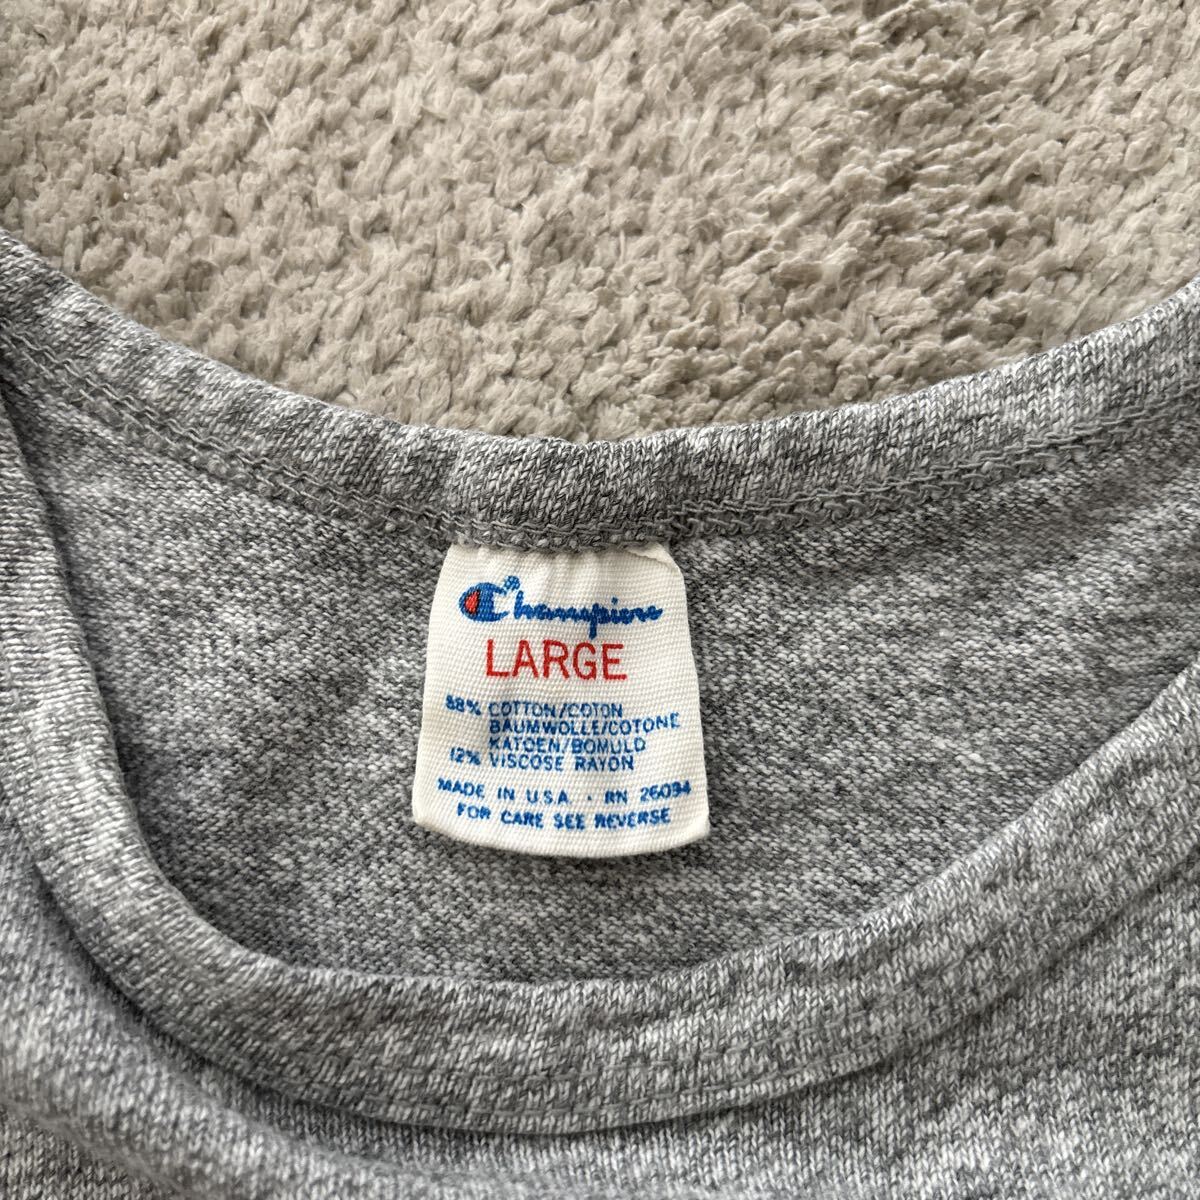 Champion
LARGE
88% COTTON/COTON
BAUMWOLLE/COTONE
KATOEN/BOMULD
12% VISCOSE RAYON
MADE IN U.S.A. · RN 26094
FOR CARE SEE REVERSE